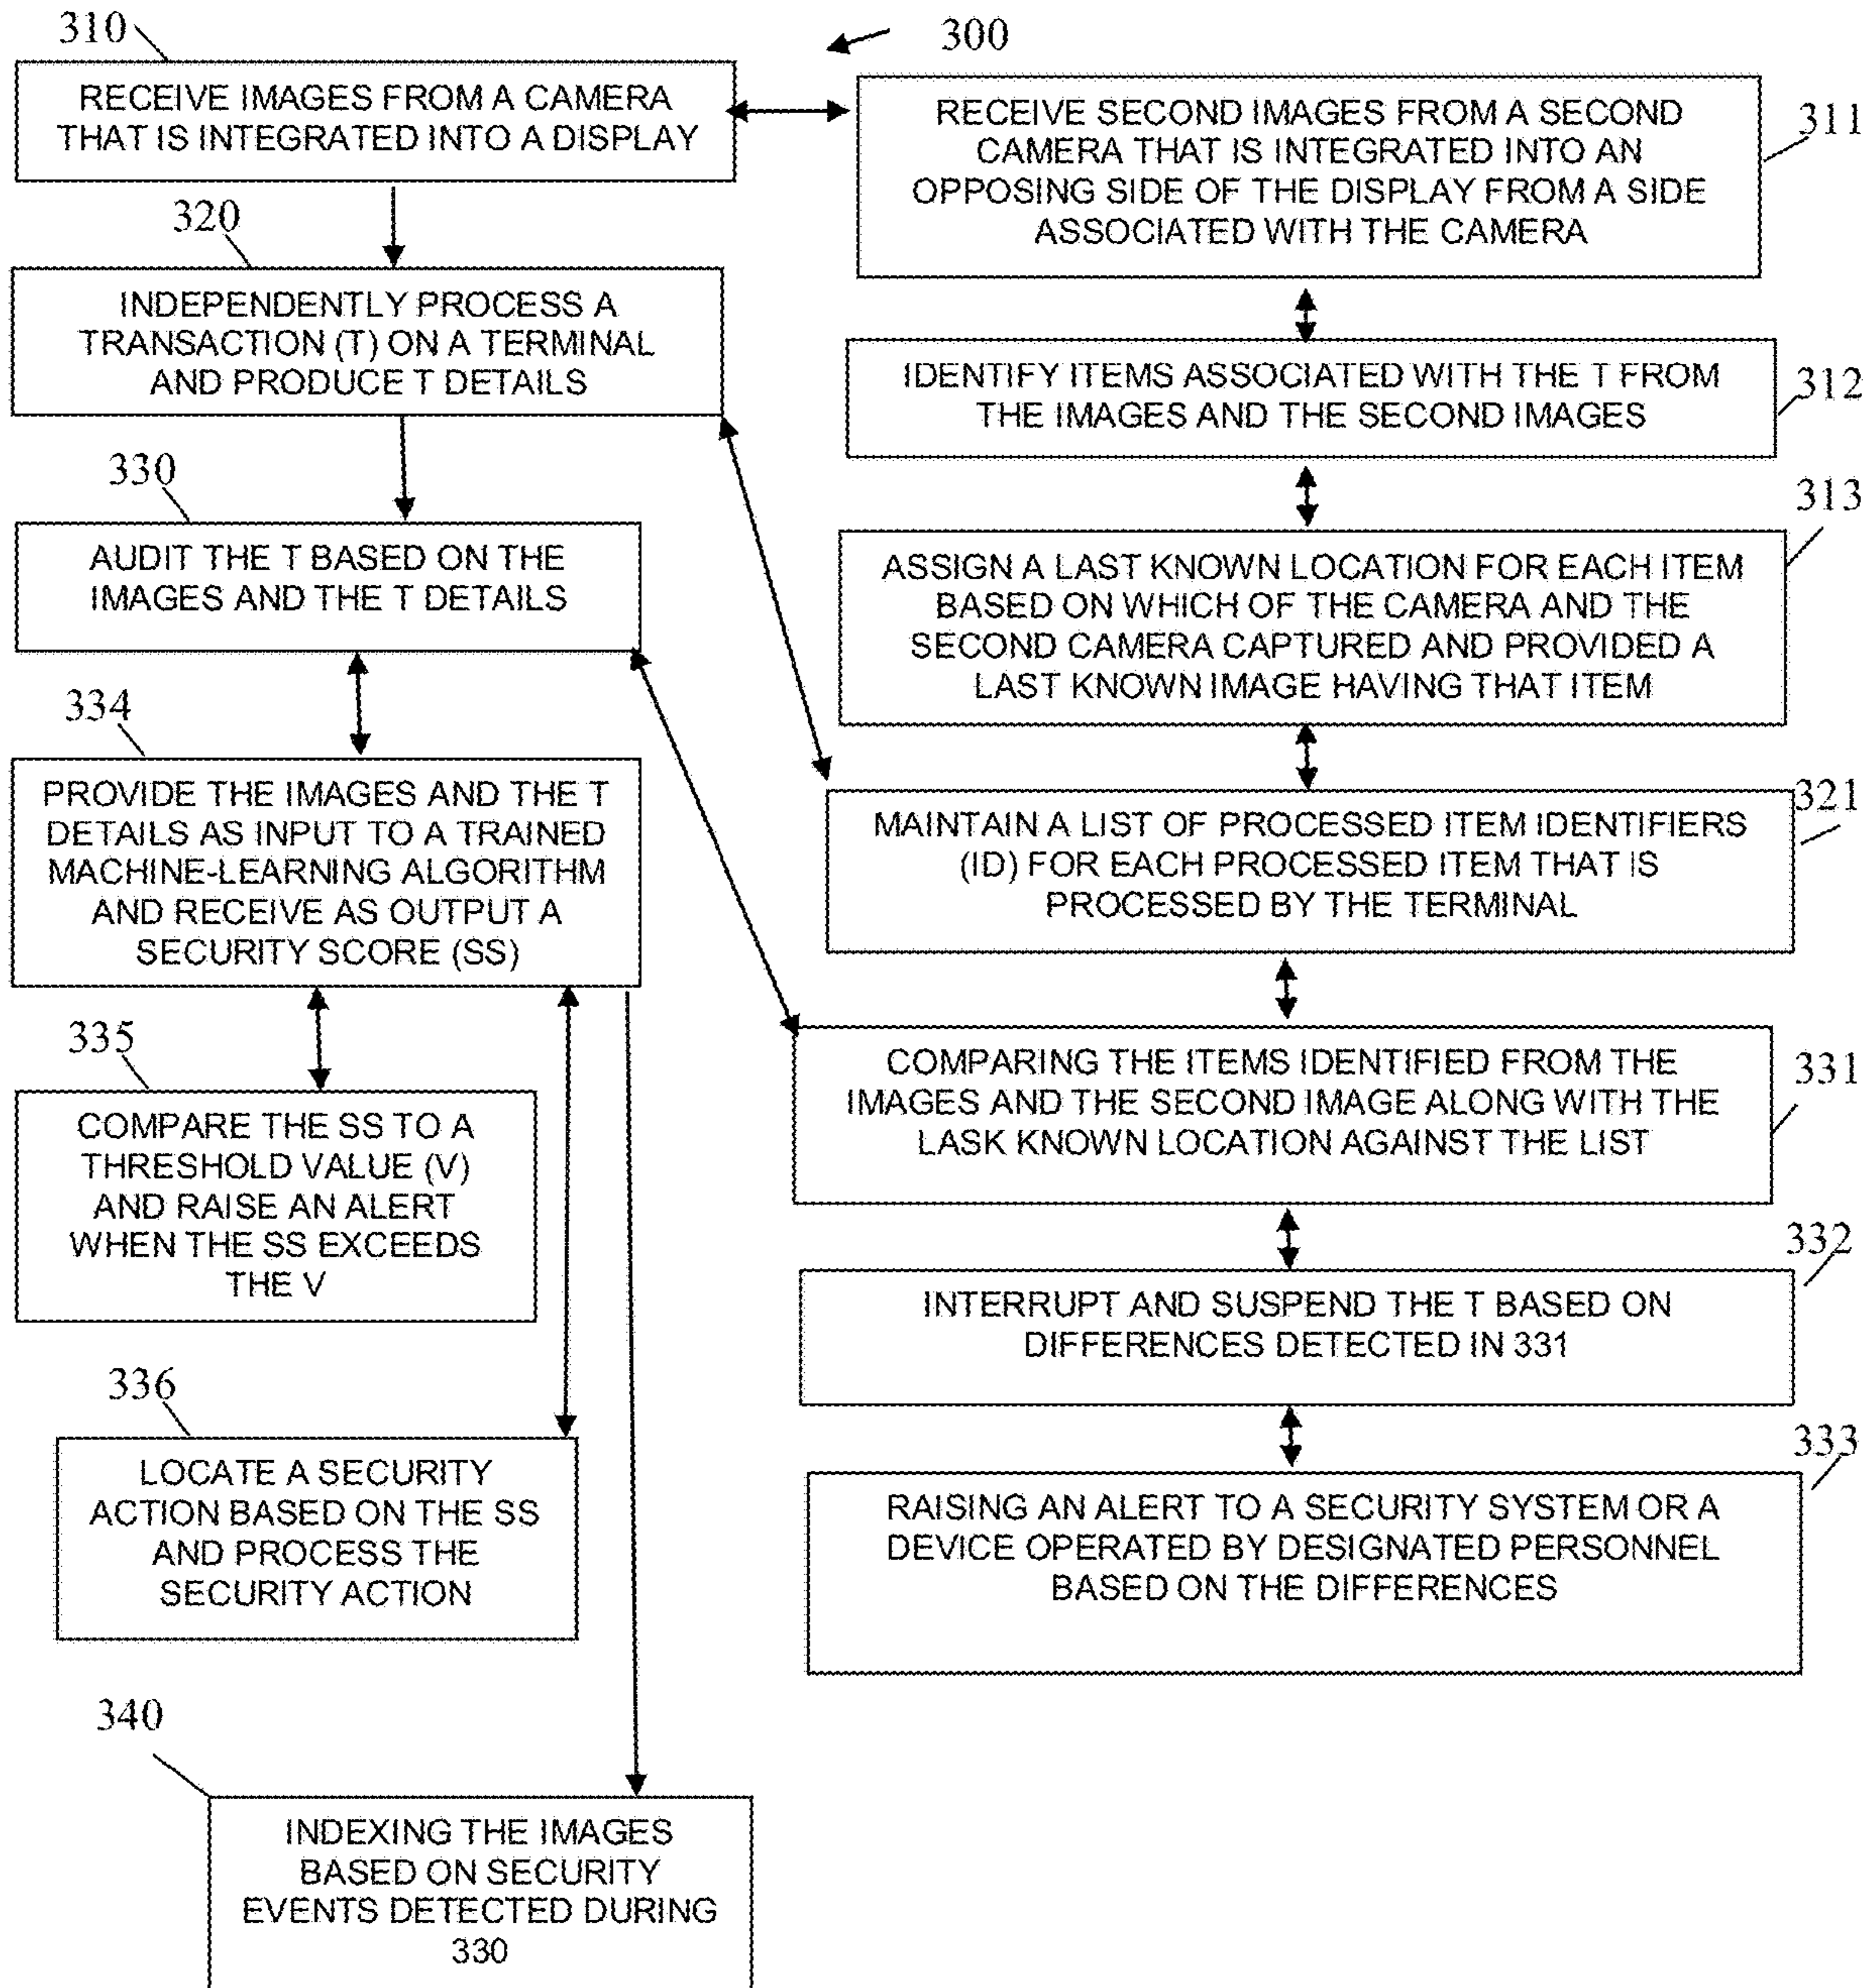 300
310
RECEIVE IMAGES FROM A CAMERA
THAT IS INTEGRATED INTO A DISPLAY
311
RECEIVE SECOND IMAGES FROM A SECOND
CAMERA THAT IS INTEGRATED INTO AN
OPPOSING SIDE OF THE DISPLAY FROM A SIDE
ASSOCIATED WITH THE CAMERA
320
INDEPENDENTLY PROCESS A
TRANSACTION (T) ON A TERMINAL
AND PRODUCE T DETAILS
312
IDENTIFY ITEMS ASSOCIATED WITH THE T FROM
THE IMAGES AND THE SECOND IMAGES
330
AUDIT THE T BASED ON THE
IMAGES AND THE T DETAILS
313
ASSIGN A LAST KNOWN LOCATION FOR EACH ITEM
BASED ON WHICH OF THE CAMERA AND THE
SECOND CAMERA CAPTURED AND PROVIDED A
LAST KNOWN IMAGE HAVING THAT ITEM
334
PROVIDE THE IMAGES AND THE T
DETAILS AS INPUT TO A TRAINED
MACHINE-LEARNING ALGORITHM
AND RECEIVE AS OUTPUT A
SECURITY SCORE (SS)
321
MAINTAIN A LIST OF PROCESSED ITEM IDENTIFIERS
(ID) FOR EACH PROCESSED ITEM THAT IS
PROCESSED BY THE TERMINAL
335
COMPARE THE SS TO A
THRESHOLD VALUE (V)
AND RAISE AN ALERT
WHEN THE SS EXCEEDS
THE V
331
COMPARING THE ITEMS IDENTIFIED FROM THE
IMAGES AND THE SECOND IMAGE ALONG WITH THE
LASK KNOWN LOCATION AGAINST THE LIST
332
INTERRUPT AND SUSPEND THE T BASED ON
DIFFERENCES DETECTED IN 331
336
LOCATE A SECURITY
ACTION BASED ON THE SS
AND PROCESS THE
SECURITY ACTION
333
RAISING AN ALERT TO A SECURITY SYSTEM OR A
DEVICE OPERATED BY DESIGNATED PERSONNEL
BASED ON THE DIFFERENCES
340
INDEXING THE IMAGES
BASED ON SECURITY
EVENTS DETECTED DURING
330